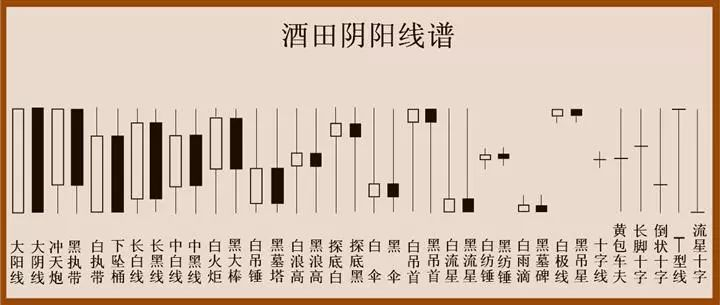 酒田阴阳线谱
大阳线
大阴线
冲天炮
黑执带
白执带
下坠桶
长白线
长黑线
中白线
中黑线
白火炬
黑大棒
白吊锤
黑墓塔
白浪高
黑浪高
探底白
探底黑
白伞
黑伞
白吊首
黑吊首
白流星
黑流星
白纺锤
黑纺锤
白雨滴
黑墓碑
白极线
黑吊星
十字线
黄包车夫
长脚十字
倒状十字
一型线
流星十字